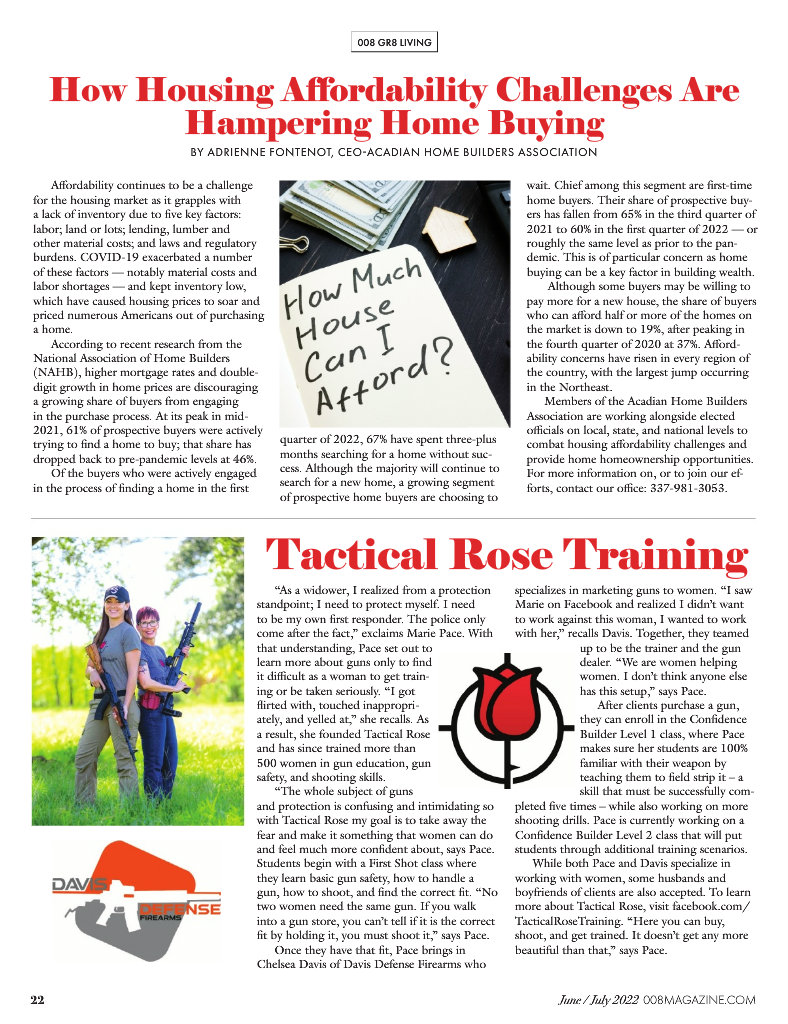 008 GR8 LIVING
How Housing Affordability Challenges Are
Hampering Home Buying
BY ADRIENNE FONTENOT, CEO-ACADIAN HOME BUILDERS ASSOCIATION
Affordability continues to be a challenge
for the housing market as it grapples with
a lack of inventory due to five key factors:
labor; land or lots; lending, lumber and
other material costs; and laws and regulatory
burdens. COVID-19 exacerbated a number
of these factors — notably material costs and
labor shortages — and kept inventory low,
which have caused housing prices to soar and
priced numerous Americans out of purchasing
a home.
According to recent research from the
National Association of Home Builders
(NAHB), higher mortgage rates and double-
digit growth in home prices are discouraging
a growing share of buyers from engaging
in the purchase process. At its peak in mid-
2021, 61% of prospective buyers were actively
trying to find a home to buy; that share has
dropped back to pre-pandemic levels at 46%.
Of the buyers who were actively engaged
in the process of finding a home in the first
How Much
House
Can I
Afford?
quarter of 2022, 67% have spent three-plus
months searching for a home without suc-
cess. Although the majority will continue to
search for a new home, a growing segment
of prospective home buyers are choosing to
wait. Chief among this segment are first-time
home buyers. Their share of prospective buy-
ers has fallen from 65% in the third quarter of
2021 to 60% in the first quarter of 2022 — or
roughly the same level as prior to the pan-
demic. This is of particular concern as home
buying can be a key factor in building wealth.
Although some buyers may be willing to
pay more for a new house, the share of buyers
who can afford half or more of the homes on
the market is down to 19%, after peaking in
the fourth quarter of 2020 at 37%. Afford-
ability concerns have risen in every region of
the country, with the largest jump occurring
in the Northeast.
Members of the Acadian Home Builders
Association are working alongside elected
officials on local, state, and national levels to
combat housing affordability challenges and
provide home homeownership opportunities.
For more information on, or to join our ef-
forts, contact our office: 337-981-3053.
Tactical Rose Training
"As a widower, I realized from a protection
standpoint; I need to protect myself. I need
to be my own first responder. The police only
come after the fact," exclaims Marie Pace. With
that understanding, Pace set out to
learn more about guns only to find
it difficult as a woman to get train-
ing or be taken seriously. "I got
flirted with, touched inappropri-
ately, and yelled at," she recalls. As
a result, she founded Tactical Rose
and has since trained more than
500 women in gun education, gun
safety, and shooting skills.
"The whole subject of guns
and protection is confusing and intimidating so
with Tactical Rose my goal is to take away the
fear and make it something that women can do
and feel much more confident about, says Pace.
Students begin with a First Shot class where
they learn basic gun safety, how to handle a
gun, how to shoot, and find the correct fit. "No
two women need the same gun. If you walk
into a gun store, you can't tell if it is the correct
fit by holding it, you must shoot it," says Pace.
Once they have that fit, Pace brings in
Chelsea Davis of Davis Defense Firearms who
specializes in marketing guns to women. "I saw
Marie on Facebook and realized I didn't want
to work against this woman, I wanted to work
with her," recalls Davis. Together, they teamed
up to be the trainer and the gun
dealer. "We are women helping
women. I don't think anyone else
has this setup," says Pace.
After clients purchase a gun,
they can enroll in the Confidence
Builder Level 1 class, where Pace
makes sure her students are 100%
familiar with their weapon by
teaching them to field strip it – a
skill that must be successfully com-
pleted five times – while also working on more
shooting drills. Pace is currently working on a
Confidence Builder Level 2 class that will put
students through additional training scenarios.
While both Pace and Davis specialize in
working with women, some husbands and
boyfriends of clients are also accepted. To learn
more about Tactical Rose, visit facebook.com/
TacticalRoseTraining. "Here you can buy,
shoot, and get trained. It doesn't get any more
beautiful than that," says Pace.
DAVIS
DEFENSE
FIREARMS
22
June / July 2022 008MAGAZINE.COM